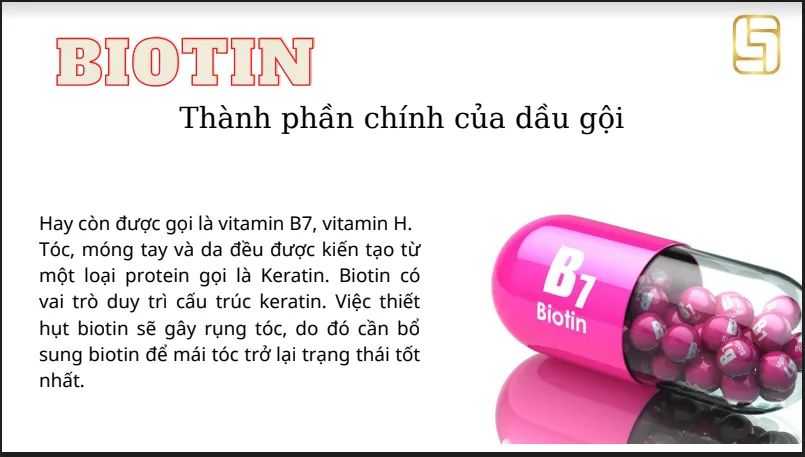 BIOTIN
Thành phần chính của dầu gội
Hay còn được gọi là vitamin B7, vitamin H.
Tóc, móng tay và da đều được kiến tạo từ
một loại protein gọi là Keratin. Biotin có
vai trò duy trì cấu trúc keratin. Việc thiết
hụt biotin sẽ gây rụng tóc, do đó cần bổ
sung biotin để mái tóc trở lại trạng thái tốt
nhất.
B7
Biotin